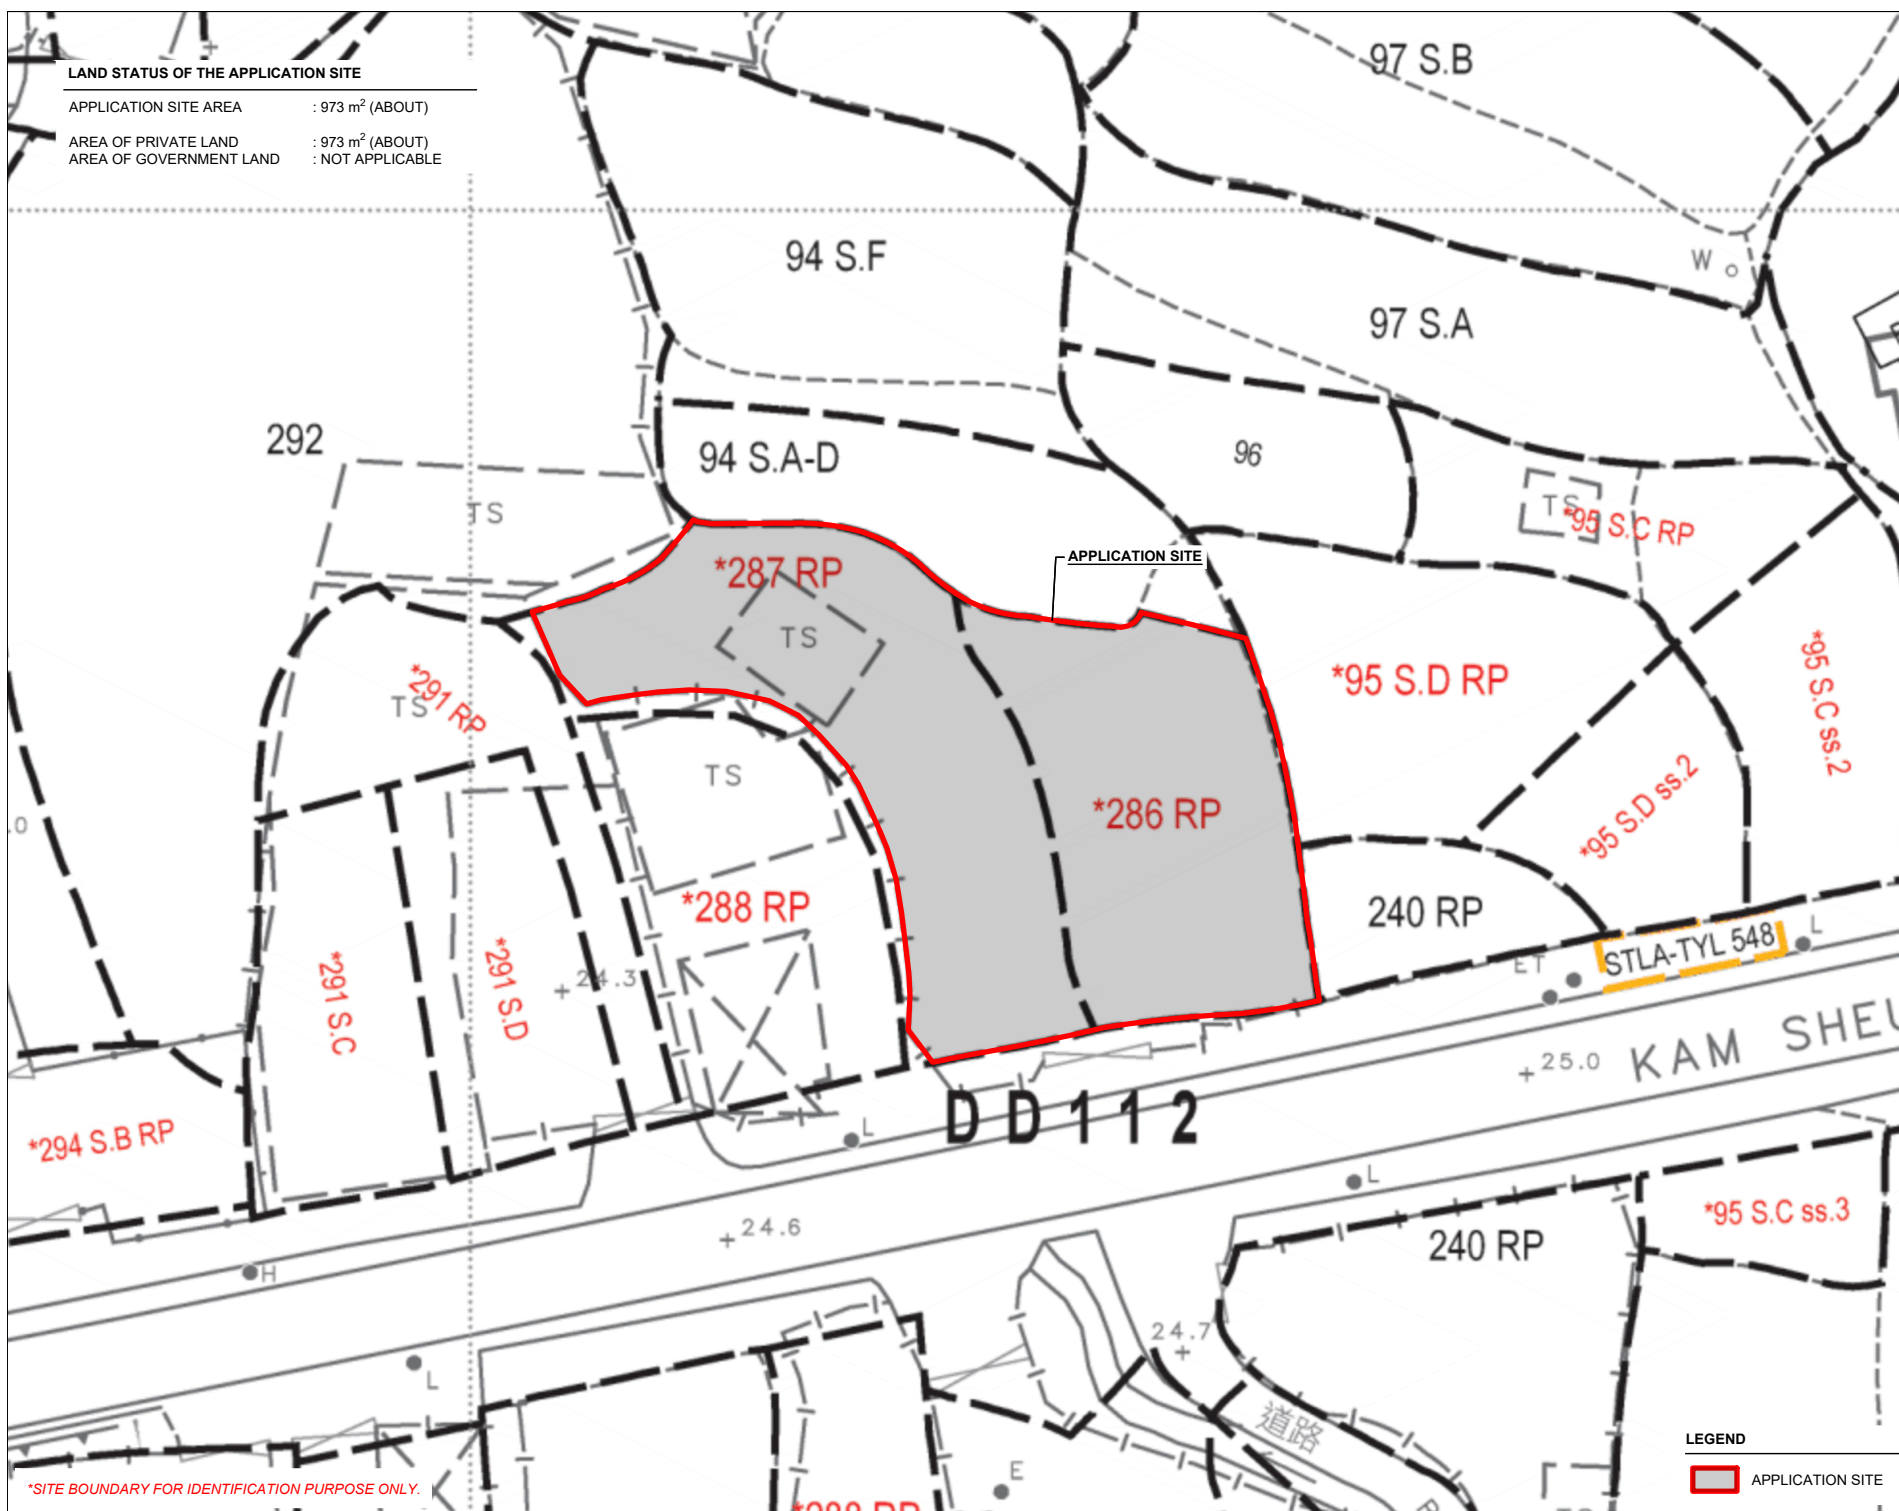 LAND STATUS OF THE APPLICATION SITE
APPLICATION SITE AREA : 973 m² (ABOUT)
AREA OF PRIVATE LAND : 973 m² (ABOUT)
AREA OF GOVERNMENT LAND : NOT APPLICABLE
97 S.B
94 S.F
W
97 S.A
292
94 S.A-D
96
TS
TS
*95 S.C RP
APPLICATION SITE
*287 RP
TS
*291 RP
TS
*95 S.D RP
*95 S.C ss.2
TS
*286 RP
*95 S.D ss.2
.0
*288 RP
240 RP
STLA-TYL 548
L
ET
*291 S.C
*291 S.D
24.3
KAM SHEU
25.0
DD112
L
*294 S.B RP
L
*95 S.C ss.3
24.6
240 RP
H
24.7
L
L
道路
E
LEGEND
APPLICATION SITE
*SITE BOUNDARY FOR IDENTIFICATION PURPOSE ONLY.